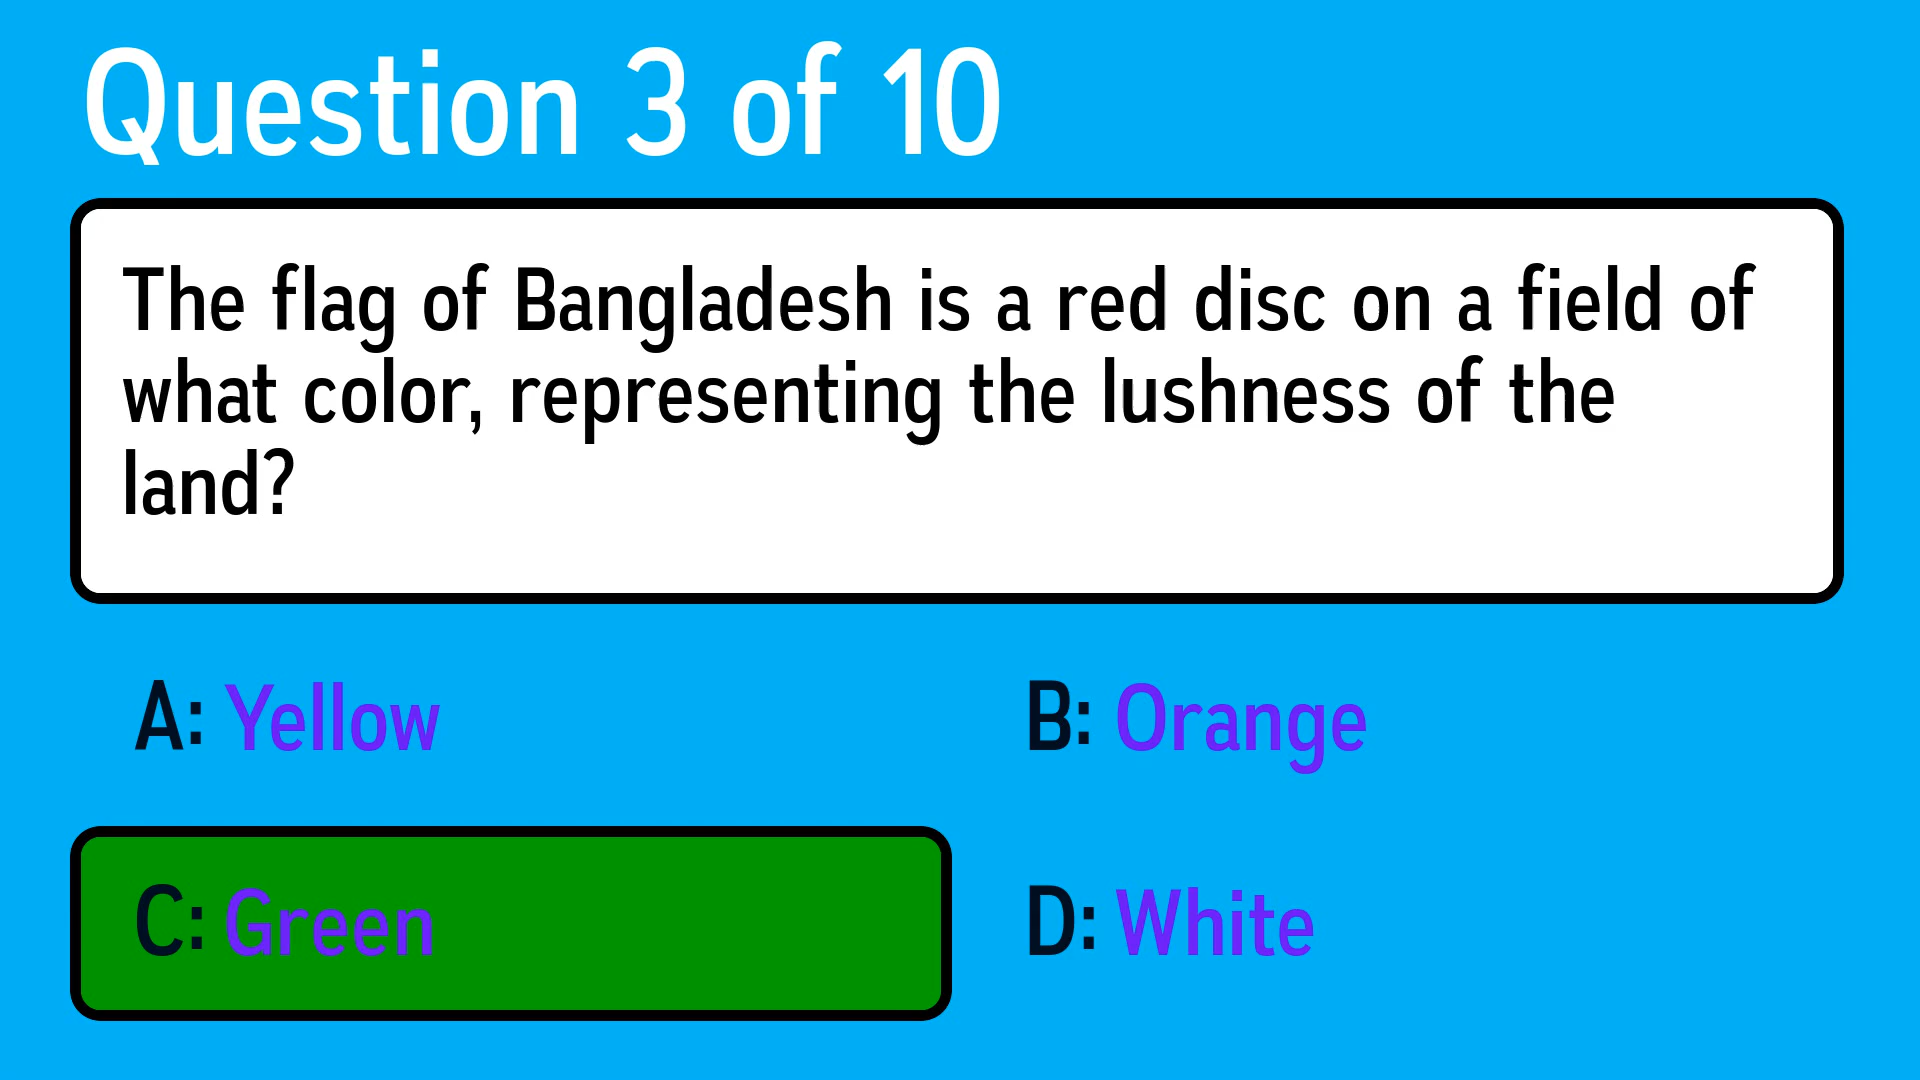 Question 3 of 10
The flag of Bangladesh is a red disc on a field of
what color, representing the lushness of the
land?
A: Yellow
B: Orange
C: Green
D: White